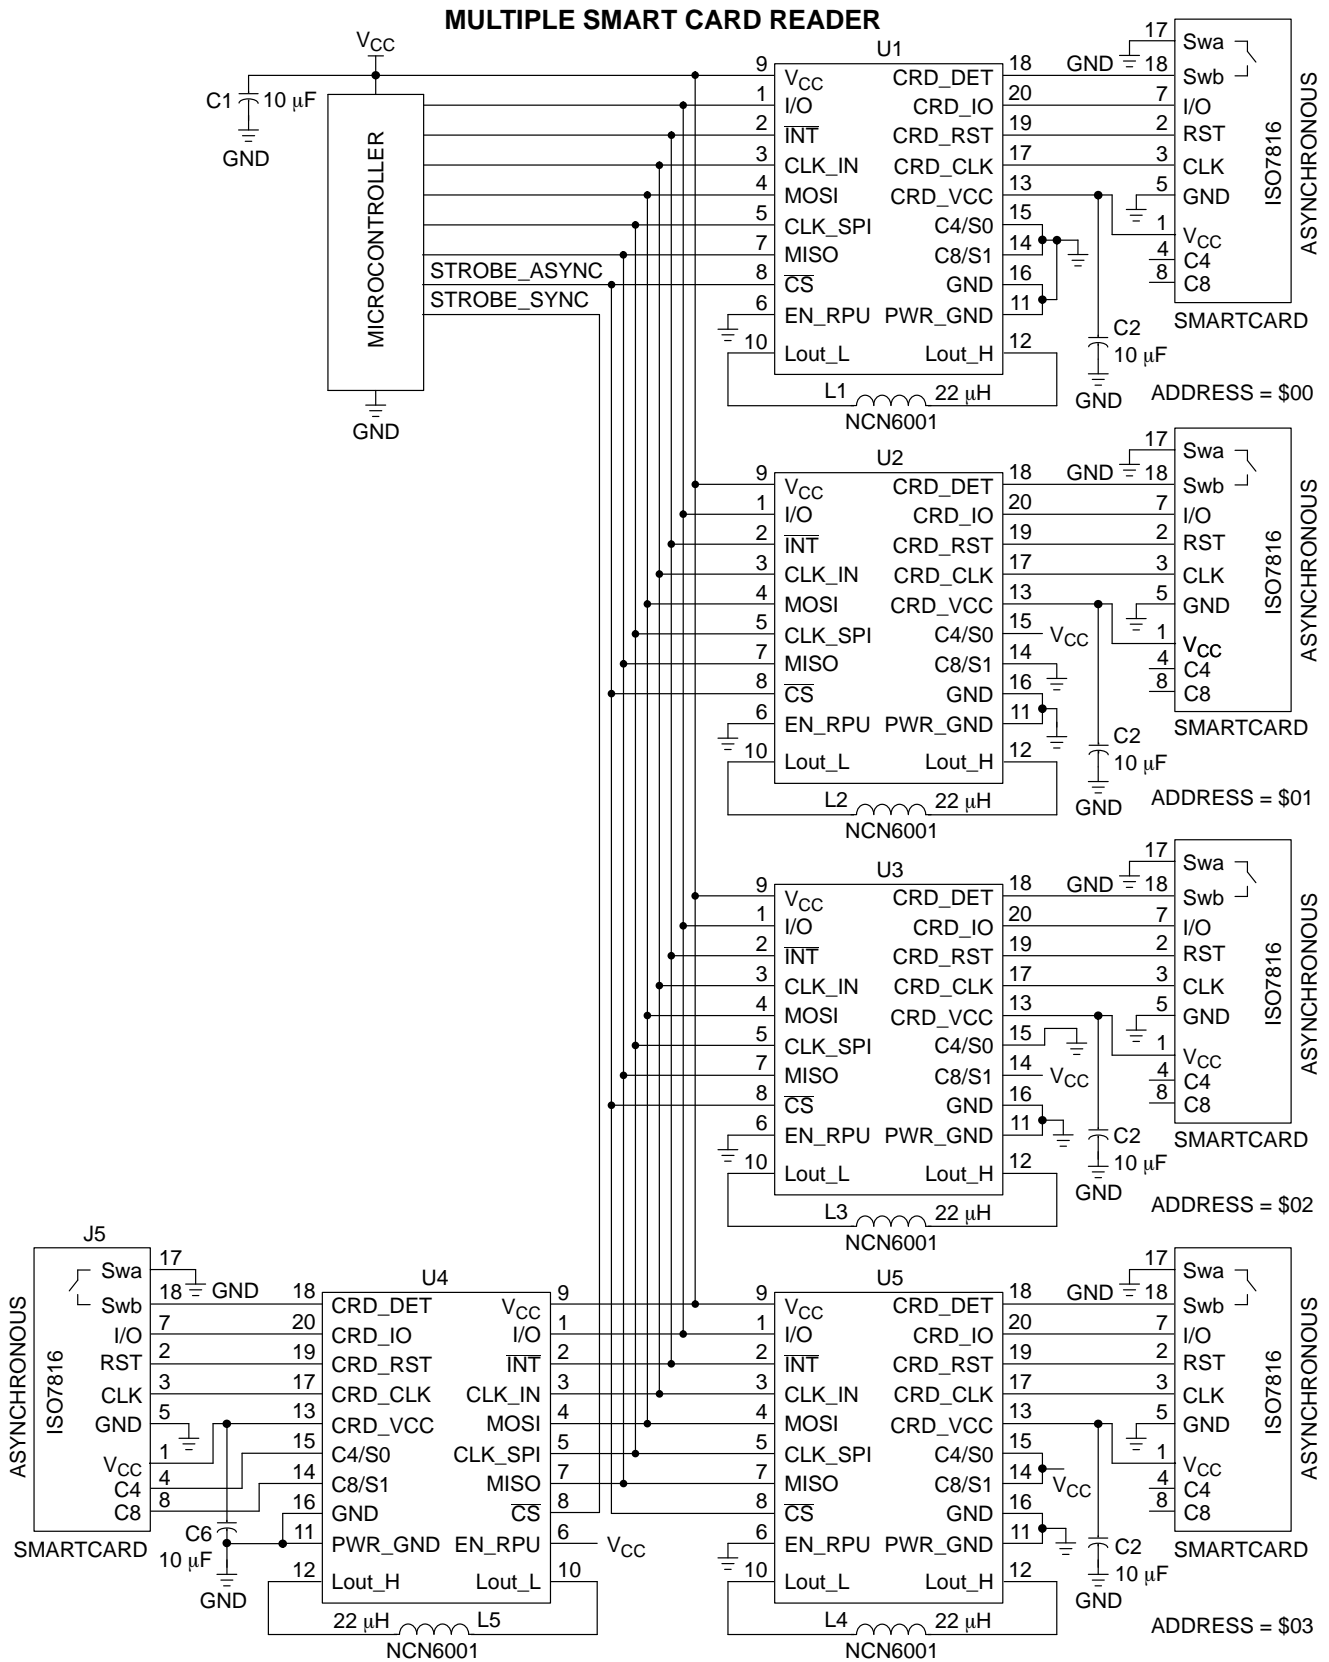 MULTIPLE SMART CARD READER
VCC
C1
10 μF
GND
MICROCONTROLLER
STROBE_ASYNC
STROBE_SYNC
GND
U1
9 VCC CRD_DET 18
1 I/O CRD_IO 20
2 INT CRD_RST 19
3 CLK_IN CRD_CLK 17
4 MOSI CRD_VCC 13
5 CLK_SPI C4/S0 15
7 MISO C8/S1 14
8 CS GND 16
6 EN_RPU PWR_GND 11
10 Lout_L Lout_H 12
L1 22 μH
NCN6001
GND
C2
10 μF
GND
17 Swa
18 Swb
7 I/O
2 RST
3 CLK
5 GND
1 VCC
4 C4
8 C8
ISO7816
ASYNCHRONOUS
SMARTCARD
ADDRESS = $00
U2
9 VCC CRD_DET 18
1 I/O CRD_IO 20
2 INT CRD_RST 19
3 CLK_IN CRD_CLK 17
4 MOSI CRD_VCC 13
5 CLK_SPI C4/S0 15 VCC
7 MISO C8/S1 14
8 CS GND 16
6 EN_RPU PWR_GND 11
10 Lout_L Lout_H 12
L2 22 μH
NCN6001
GND
C2
10 μF
GND
17 Swa
18 Swb
7 I/O
2 RST
3 CLK
5 GND
1 VCC
4 C4
8 C8
ISO7816
ASYNCHRONOUS
SMARTCARD
ADDRESS = $01
U3
9 VCC CRD_DET 18
1 I/O CRD_IO 20
2 INT CRD_RST 19
3 CLK_IN CRD_CLK 17
4 MOSI CRD_VCC 13
5 CLK_SPI C4/S0 15
7 MISO C8/S1 14 VCC
8 CS GND 16
6 EN_RPU PWR_GND 11
10 Lout_L Lout_H 12
L3 22 μH
NCN6001
GND
C2
10 μF
GND
17 Swa
18 Swb
7 I/O
2 RST
3 CLK
5 GND
1 VCC
4 C4
8 C8
ISO7816
ASYNCHRONOUS
SMARTCARD
ADDRESS = $02
J5
ASYNCHRONOUS
ISO7816
Swa 17
Swb 18
I/O 7
RST 2
CLK 3
GND 5
VCC 1
C4 4
C8 8
SMARTCARD
GND
C6
10 μF
GND
U4
18 CRD_DET VCC 9
20 CRD_IO I/O 1
19 CRD_RST INT 2
17 CRD_CLK CLK_IN 3
13 CRD_VCC MOSI 4
15 C4/S0 CLK_SPI 5
14 C8/S1 MISO 7
16 GND CS 8
11 PWR_GND EN_RPU 6 VCC
12 Lout_H Lout_L 10
22 μH L5
NCN6001
U5
9 VCC CRD_DET 18
1 I/O CRD_IO 20
2 INT CRD_RST 19
3 CLK_IN CRD_CLK 17
4 MOSI CRD_VCC 13
5 CLK_SPI C4/S0 15
7 MISO C8/S1 14 VCC
8 CS GND 16
6 EN_RPU PWR_GND 11
10 Lout_L Lout_H 12
L4 22 μH
NCN6001
GND
C2
10 μF
GND
17 Swa
18 Swb
7 I/O
2 RST
3 CLK
5 GND
1 VCC
4 C4
8 C8
ISO7816
ASYNCHRONOUS
SMARTCARD
ADDRESS = $03